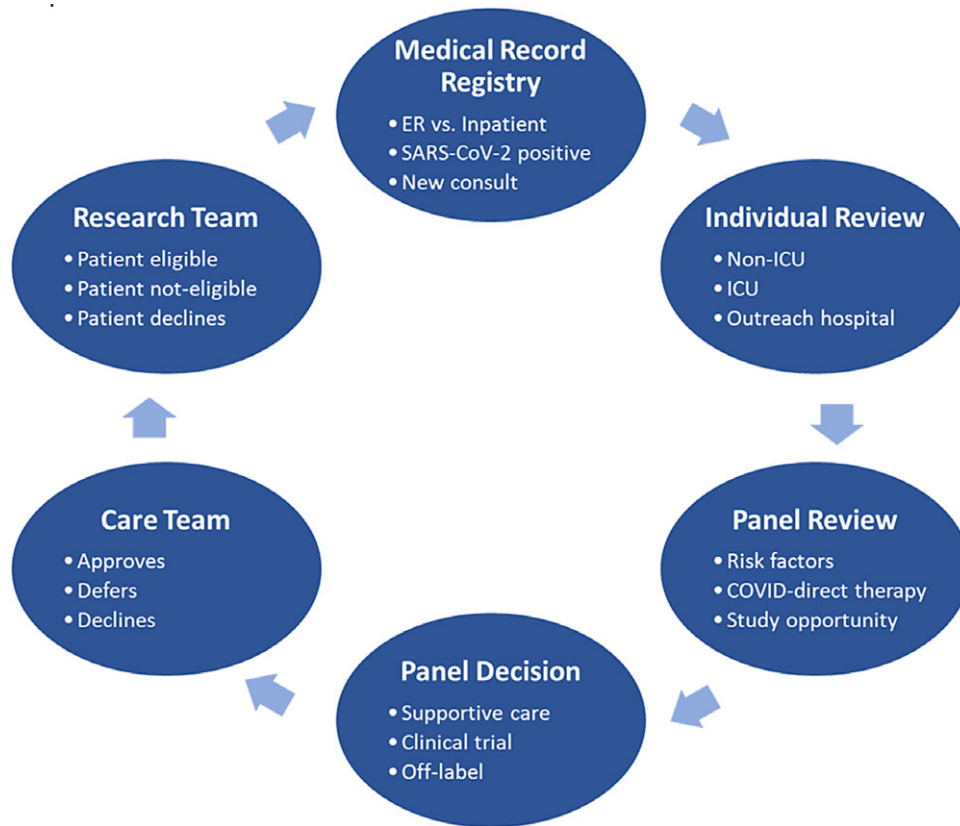 Medical Record
Registry
• ER vs. Inpatient
• SARS-CoV-2 positive
• New consult
Individual Review
• Non-ICU
• ICU
• Outreach hospital
Panel Review
• Risk factors
• COVID-direct therapy
• Study opportunity
Panel Decision
• Supportive care
• Clinical trial
• Off-label
Care Team
• Approves
• Defers
• Declines
Research Team
• Patient eligible
• Patient not-eligible
• Patient declines